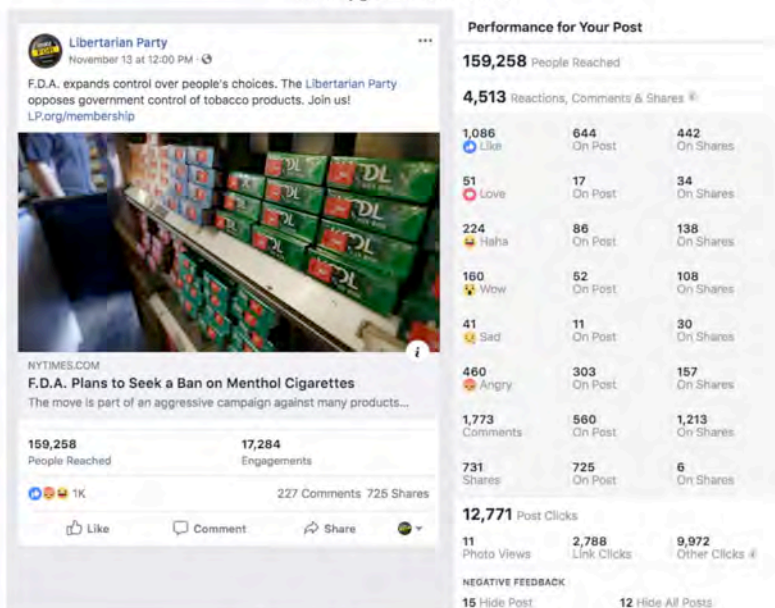 Libertarian Party
November 13 at 12:00 PM ·
F.D.A. expands control over people's choices. The Libertarian Party
opposes government control of tobacco products. Join us!
LP.org/membership
NYTIMES.COM
F.D.A. Plans to Seek a Ban on Menthol Cigarettes
The move is part of an aggressive campaign against many products...
159,258 17,284
People Reached Engagements
1K 227 Comments 725 Shares
Like Comment Share
Performance for Your Post
159,258 People Reached
4,513 Reactions, Comments & Shares
1,086 644 442
Like On Post On Shares
51 17 34
Love On Post On Shares
224 86 138
Haha On Post On Shares
160 52 108
Wow On Post On Shares
41 11 30
Sad On Post On Shares
460 303 157
Angry On Post On Shares
1,773 560 1,213
Comments On Post On Shares
731 725 6
Shares On Post On Shares
12,771 Post Clicks
11 2,788 9,972
Photo Views Link Clicks Other Clicks
NEGATIVE FEEDBACK
15 Hide Post 12 Hide All Posts